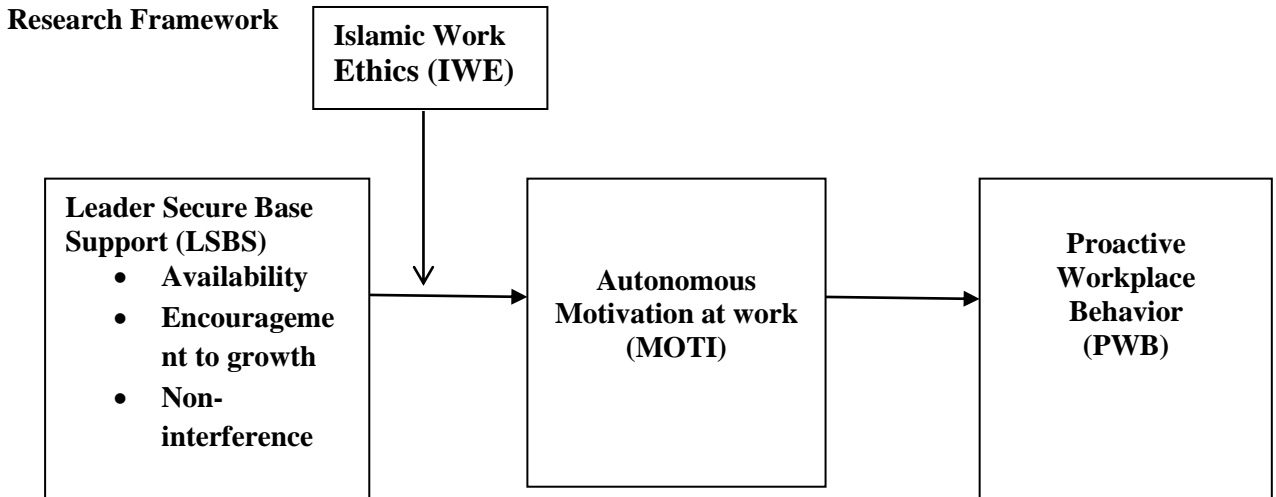 Research Framework
Islamic Work
Ethics (IWE)
Leader Secure Base
Support (LSBS)
• Availability
• Encourageme
nt to growth
• Non-
interference
Autonomous
Motivation at work
(MOTI)
Proactive
Workplace
Behavior
(PWB)